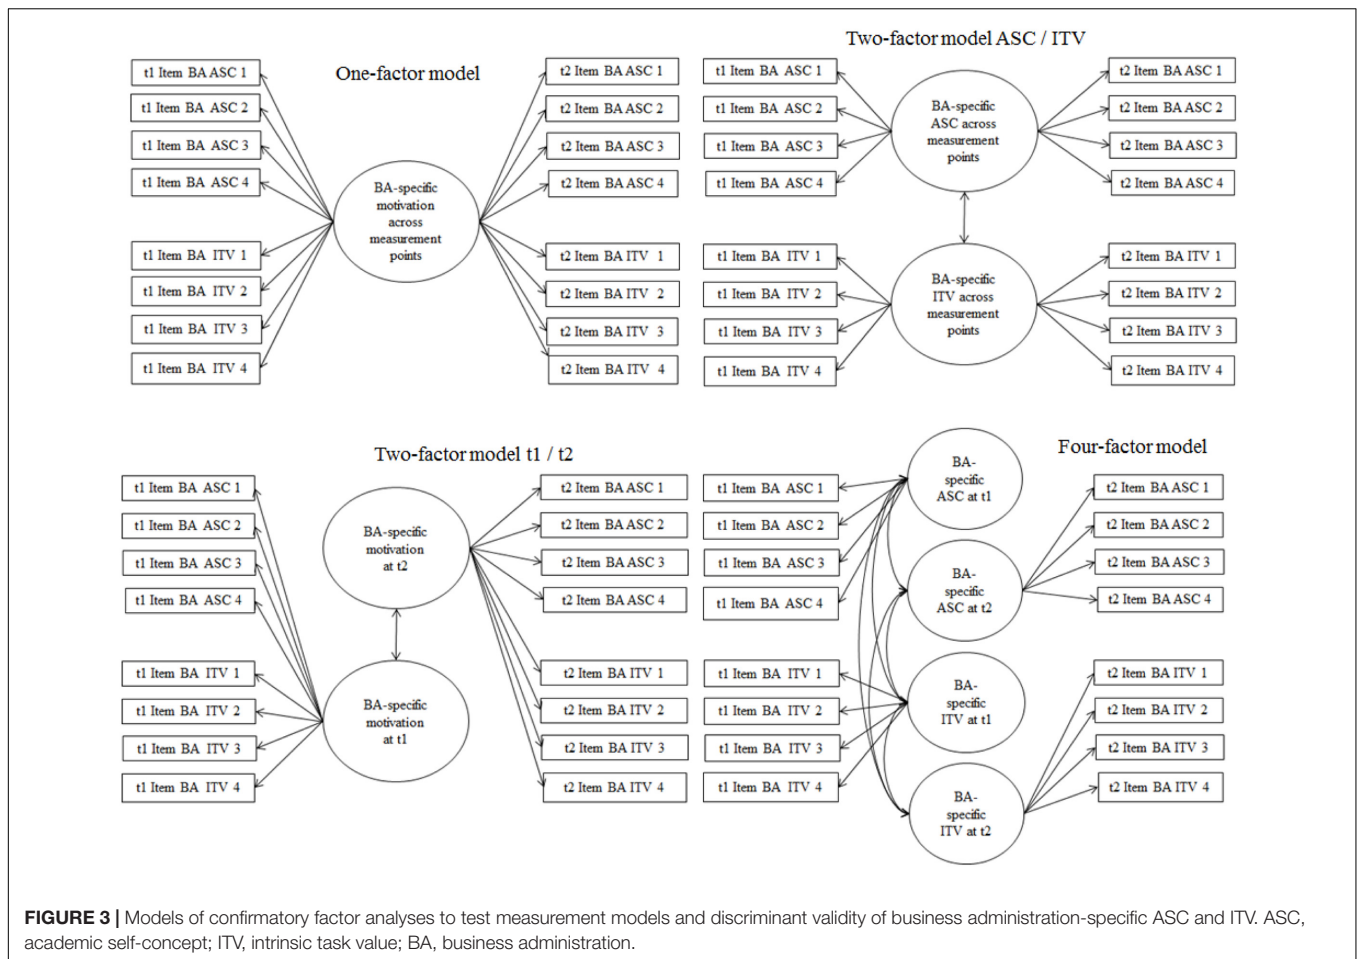 One-factor model
t1 Item BA ASC 1
t1 Item BA ASC 2
t1 Item BA ASC 3
t1 Item BA ASC 4
t1 Item BA ITV 1
t1 Item BA ITV 2
t1 Item BA ITV 3
t1 Item BA ITV 4
BA-specific
motivation
across
measurement
points
t2 Item BA ASC 1
t2 Item BA ASC 2
t2 Item BA ASC 3
t2 Item BA ASC 4
t2 Item BA ITV 1
t2 Item BA ITV 2
t2 Item BA ITV 3
t2 Item BA ITV 4
Two-factor model ASC / ITV
t1 Item BA ASC 1
t1 Item BA ASC 2
t1 Item BA ASC 3
t1 Item BA ASC 4
t1 Item BA ITV 1
t1 Item BA ITV 2
t1 Item BA ITV 3
t1 Item BA ITV 4
BA-specific
ASC across
measurement
points
BA-specific
ITV across
measurement
points
t2 Item BA ASC 1
t2 Item BA ASC 2
t2 Item BA ASC 3
t2 Item BA ASC 4
t2 Item BA ITV 1
t2 Item BA ITV 2
t2 Item BA ITV 3
t2 Item BA ITV 4
Two-factor model t1 / t2
t1 Item BA ASC 1
t1 Item BA ASC 2
t1 Item BA ASC 3
t1 Item BA ASC 4
t1 Item BA ITV 1
t1 Item BA ITV 2
t1 Item BA ITV 3
t1 Item BA ITV 4
BA-specific
motivation
at t2
BA-specific
motivation
at t1
t2 Item BA ASC 1
t2 Item BA ASC 2
t2 Item BA ASC 3
t2 Item BA ASC 4
t2 Item BA ITV 1
t2 Item BA ITV 2
t2 Item BA ITV 3
t2 Item BA ITV 4
Four-factor model
t1 Item BA ASC 1
t1 Item BA ASC 2
t1 Item BA ASC 3
t1 Item BA ASC 4
t1 Item BA ITV 1
t1 Item BA ITV 2
t1 Item BA ITV 3
t1 Item BA ITV 4
BA-
specific
ASC at t1
BA-
specific
ASC at t2
BA-
specific
ITV at t1
BA-
specific
ITV at t2
t2 Item BA ASC 1
t2 Item BA ASC 2
t2 Item BA ASC 3
t2 Item BA ASC 4
t2 Item BA ITV 1
t2 Item BA ITV 2
t2 Item BA ITV 3
t2 Item BA ITV 4
FIGURE 3 | Models of confirmatory factor analyses to test measurement models and discriminant validity of business administration-specific ASC and ITV. ASC,
academic self-concept; ITV, intrinsic task value; BA, business administration.